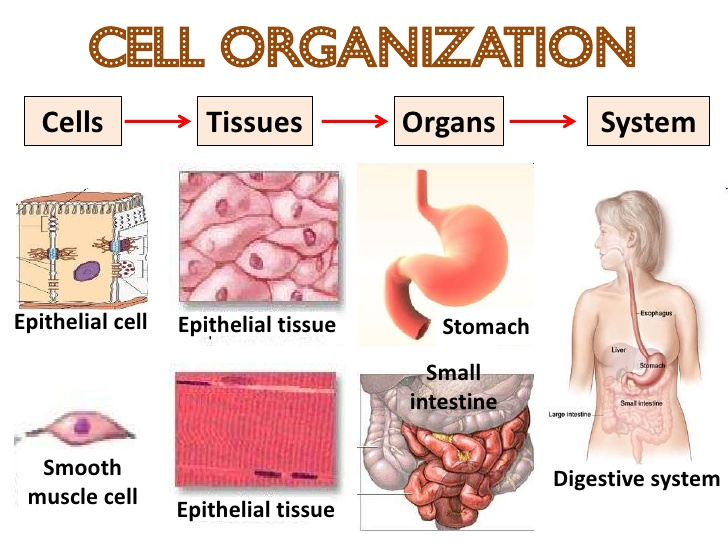 CELL ORGANIZATION
Cells
Tissues
Organs
System
Epithelial cell
Epithelial tissue
Stomach
Smooth
muscle cell
Epithelial tissue
Small
intestine
Esophagus
Liver
Stomach
Small intestine
Large intestine
Digestive system